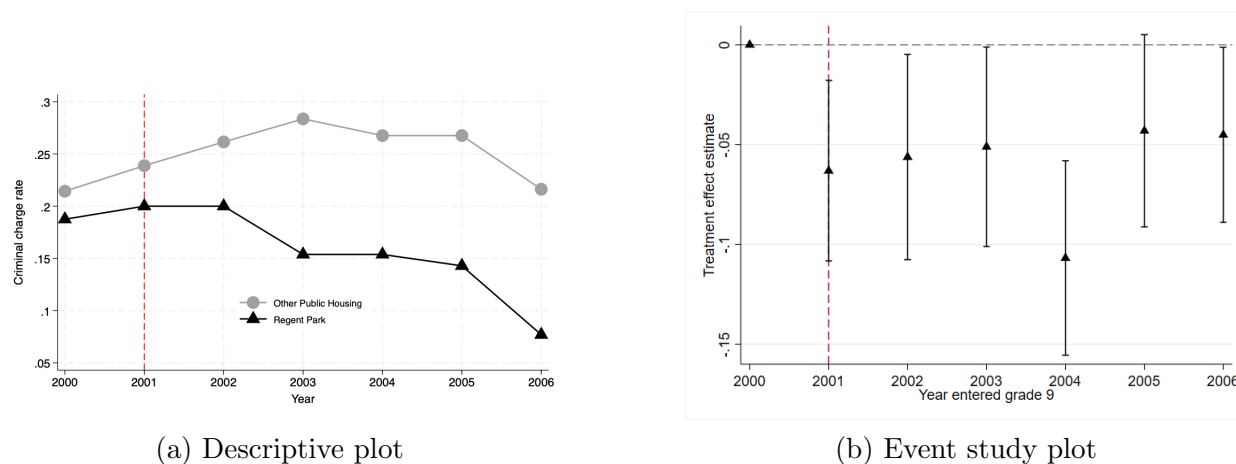 .3
.25
.2
.15
.1
.05
Criminal charge rate
Other Public Housing
Regent Park
2000 2001 2002 2003 2004 2005 2006
Year
(a) Descriptive plot
0
-.05
-.1
-.15
Treatment effect estimate
2000 2001 2002 2003 2004 2005 2006
Year entered grade 9
(b) Event study plot